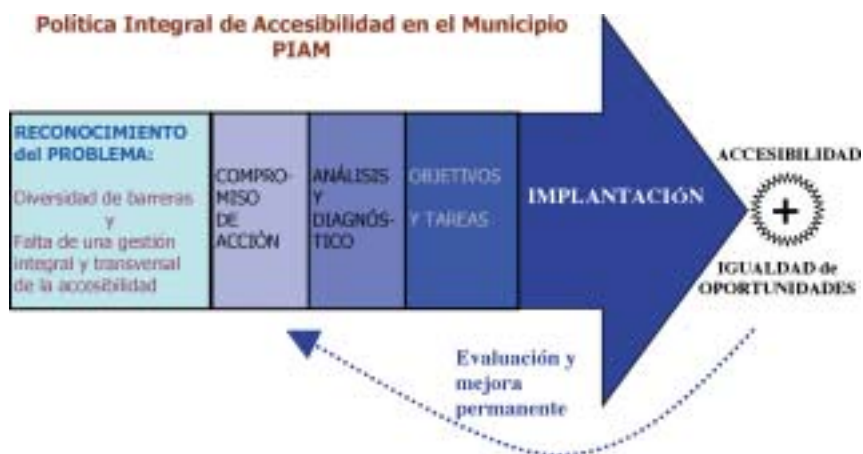 Política Integral de Accesibilidad en el Municipio
PIAM
RECONOCIMIENTO
del PROBLEMA:
Diversidad de barreras
y
Falta de una gestión
integral y transversal
de la accesibilidad
COMPRO-
MISO
DE
ACCIÒN
ANÁLISIS
Y
DIAGNÓS-
TICO
OBJETIVOS
Y TAREAS
IMPLANTACIÓN
ACCESIBILIDAD
+
IGUALDAD de
OPORTUNIDADES
Evaluación y
mejora
permanente